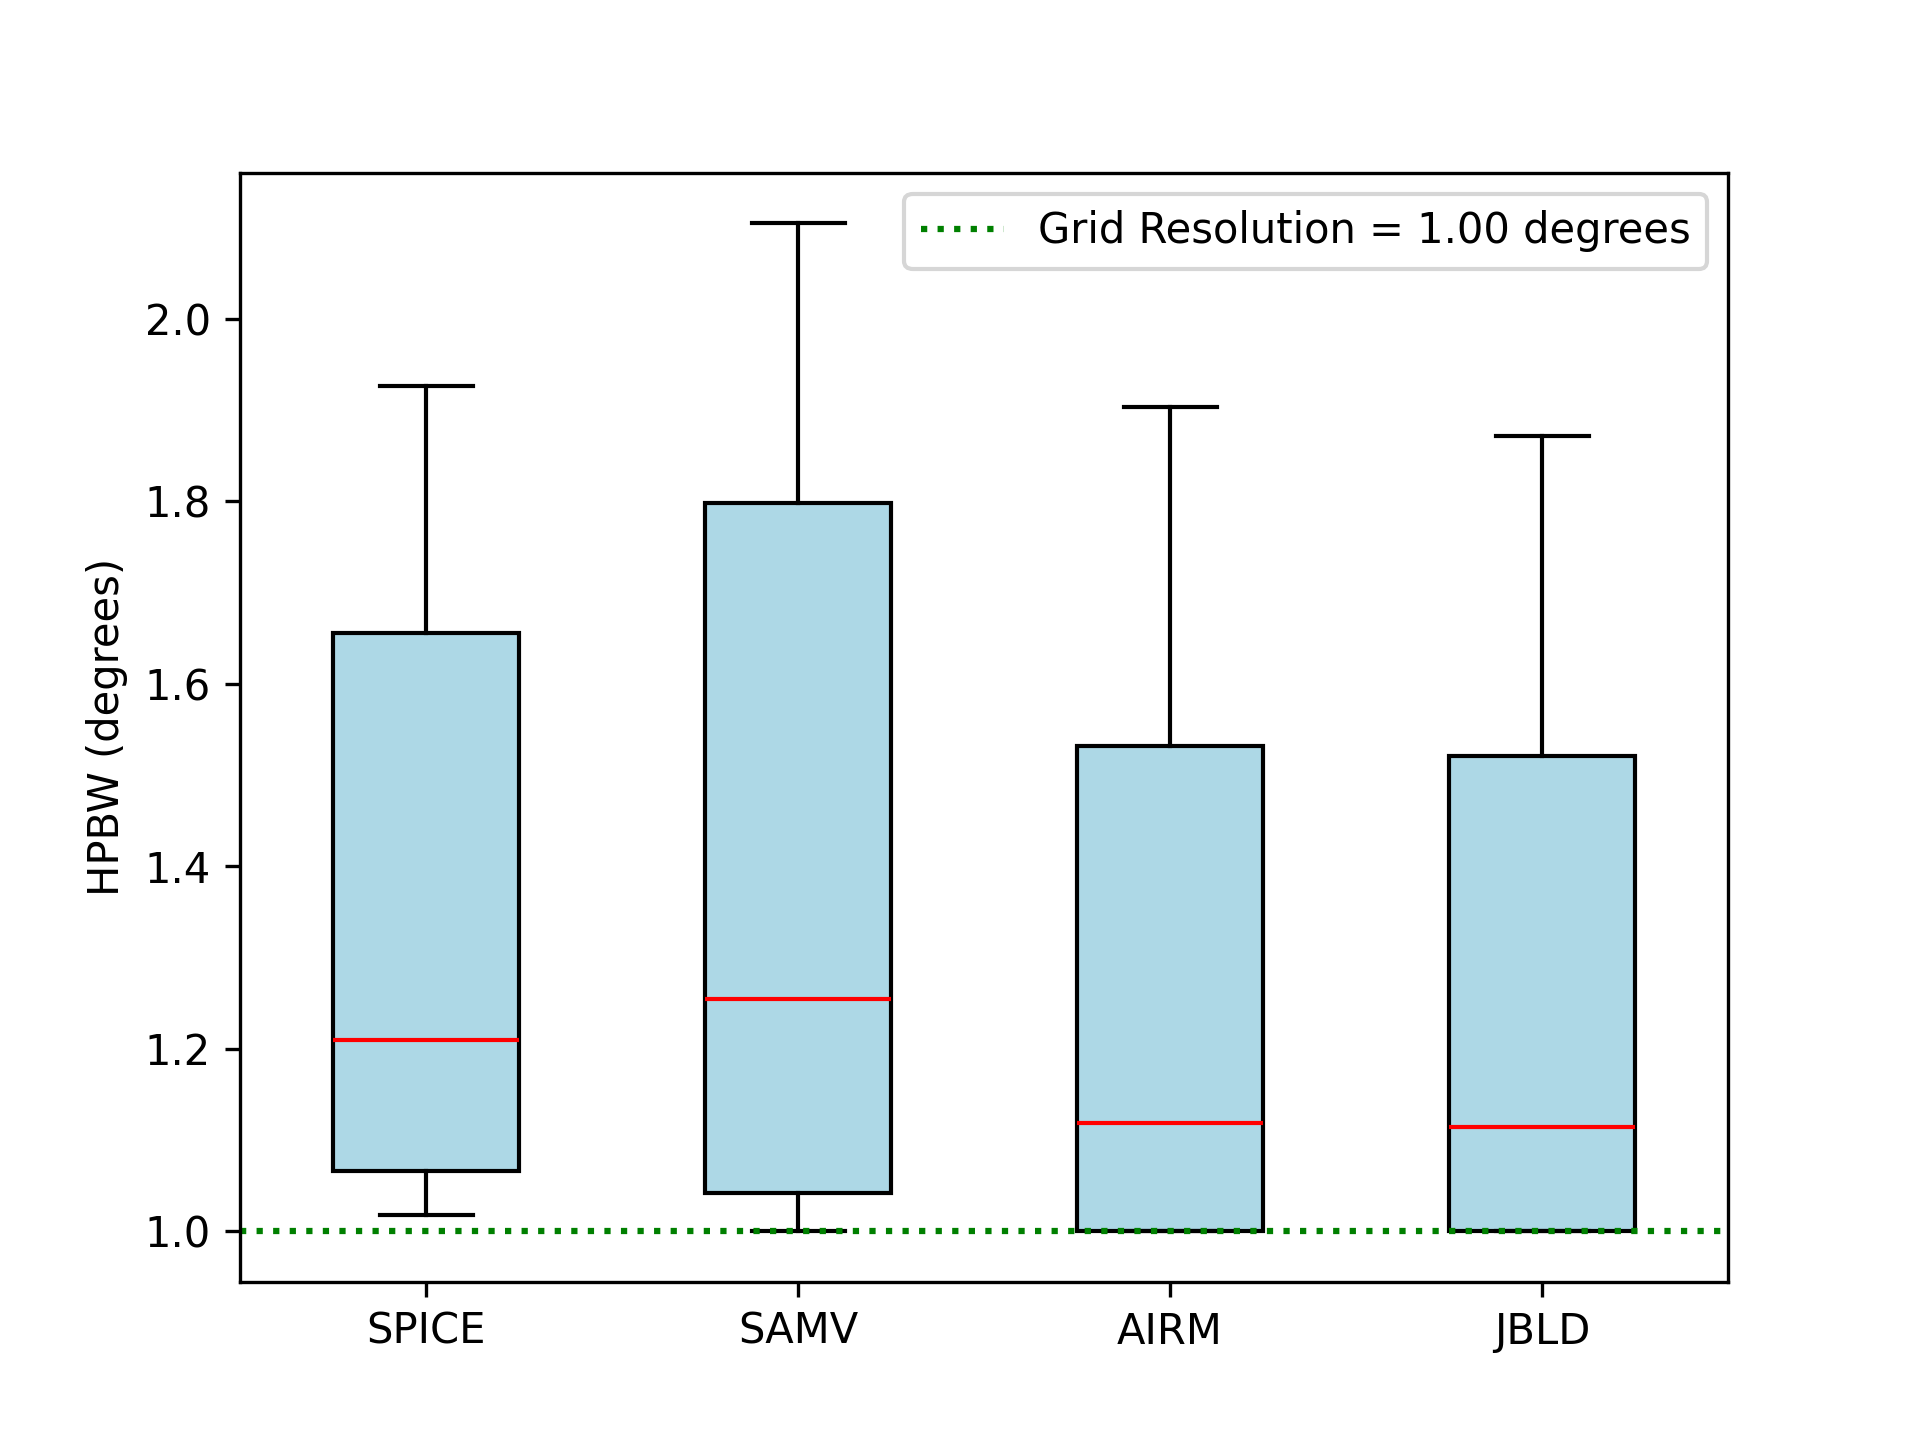 Grid Resolution = 1.00 degrees
HPBW (degrees)
2.0
1.8
1.6
1.4
1.2
1.0
SPICE SAMV AIRM JBLD